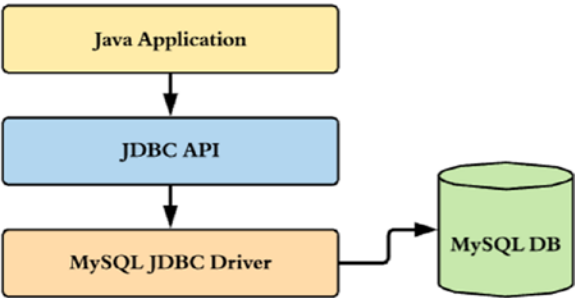 Java Application
JDBC API
MySQL JDBC Driver
MySQL DB